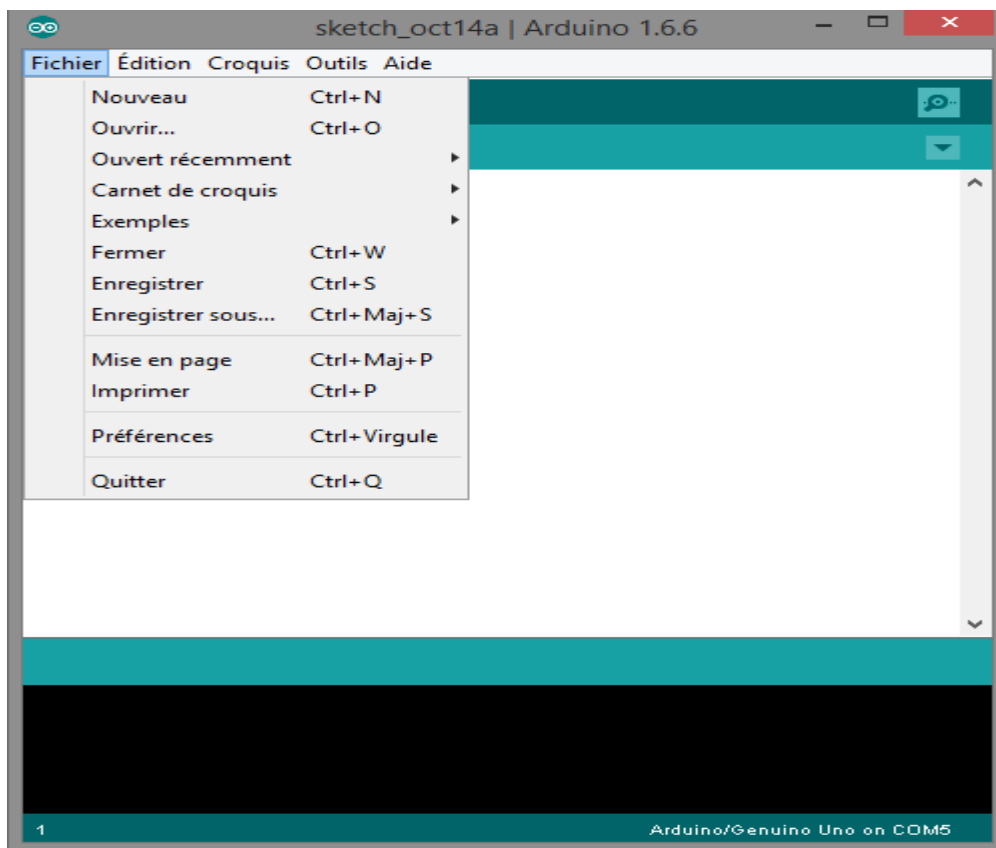 sketch_oct14a | Arduino 1.6.6
Fichier Édition Croquis Outils Aide
Nouveau Ctrl+N
Ouvrir... Ctrl+O
Ouvert récemment
Carnet de croquis
Exemples
Fermer Ctrl+W
Enregistrer Ctrl+S
Enregistrer sous... Ctrl+Maj+S
Mise en page Ctrl+Maj+P
Imprimer Ctrl+P
Préférences Ctrl+Virgule
Quitter Ctrl+Q
1 Arduino/Genuino Uno on COM5